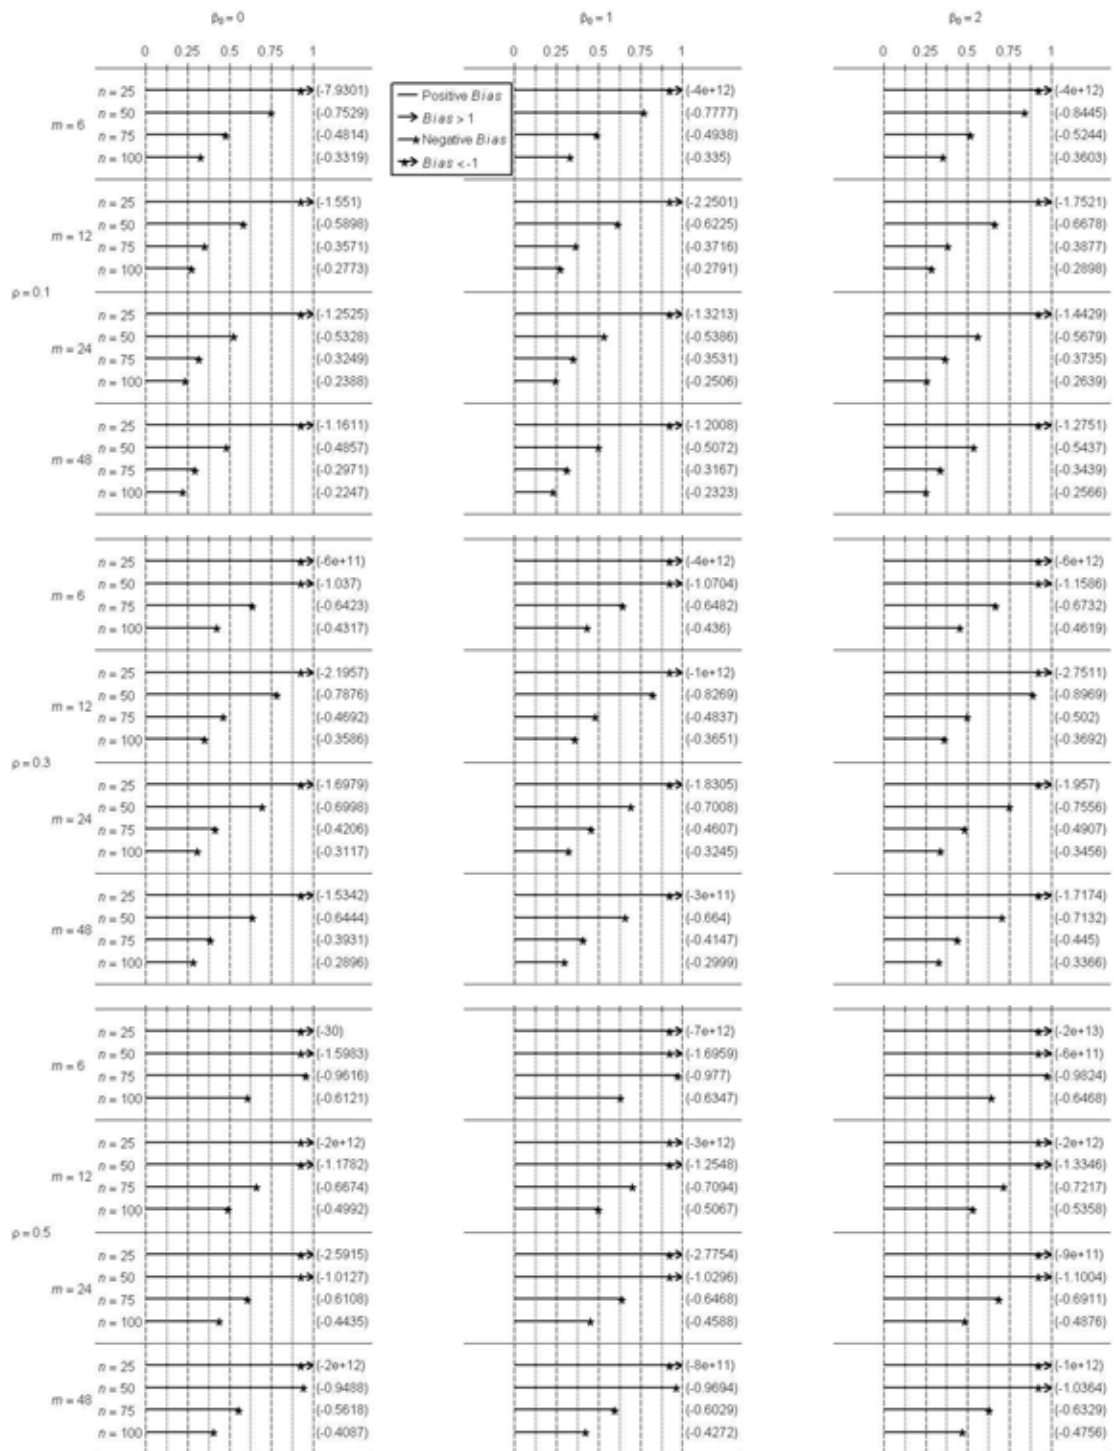 β₀ = 0 β₀ = 1 β₀ = 2
0 0.25 0.5 0.75 1 0 0.25 0.5 0.75 1 0 0.25 0.5 0.75 1
Positive Bias
Bias > 1
Negative Bias
Bias < -1
ρ = 0.1
m = 6
n = 25 (-7.9301) (-4e+12) (-4e+12)
n = 50 (-0.7529) (-0.7777) (-0.8445)
n = 75 (-0.4814) (-0.4938) (-0.5244)
n = 100 (-0.3319) (-0.335) (-0.3603)
m = 12
n = 25 (-1.551) (-2.2501) (-1.7521)
n = 50 (-0.5898) (-0.6225) (-0.6678)
n = 75 (-0.3571) (-0.3716) (-0.3877)
n = 100 (-0.2773) (-0.2791) (-0.2898)
m = 24
n = 25 (-1.2525) (-1.3213) (-1.4429)
n = 50 (-0.5328) (-0.5386) (-0.5679)
n = 75 (-0.3249) (-0.3531) (-0.3735)
n = 100 (-0.2388) (-0.2506) (-0.2639)
m = 48
n = 25 (-1.1611) (-1.2008) (-1.2751)
n = 50 (-0.4857) (-0.5072) (-0.5437)
n = 75 (-0.2971) (-0.3167) (-0.3439)
n = 100 (-0.2247) (-0.2323) (-0.2566)
ρ = 0.3
m = 6
n = 25 (-6e+11) (-4e+12) (-6e+12)
n = 50 (-1.037) (-1.0704) (-1.1586)
n = 75 (-0.6423) (-0.6482) (-0.6732)
n = 100 (-0.4317) (-0.436) (-0.4619)
m = 12
n = 25 (-2.1957) (-1e+12) (-2.7511)
n = 50 (-0.7876) (-0.8269) (-0.8969)
n = 75 (-0.4692) (-0.4837) (-0.502)
n = 100 (-0.3586) (-0.3651) (-0.3692)
m = 24
n = 25 (-1.6979) (-1.8305) (-1.957)
n = 50 (-0.6998) (-0.7008) (-0.7556)
n = 75 (-0.4206) (-0.4607) (-0.4907)
n = 100 (-0.3117) (-0.3245) (-0.3456)
m = 48
n = 25 (-1.5342) (-3e+11) (-1.7174)
n = 50 (-0.6444) (-0.664) (-0.7132)
n = 75 (-0.3931) (-0.4147) (-0.445)
n = 100 (-0.2896) (-0.2999) (-0.3366)
ρ = 0.5
m = 6
n = 25 (-30) (-7e+12) (-2e+13)
n = 50 (-1.5983) (-1.6959) (-6e+11)
n = 75 (-0.9616) (-0.977) (-0.9824)
n = 100 (-0.6121) (-0.6347) (-0.6468)
m = 12
n = 25 (-2e+12) (-3e+12) (-2e+12)
n = 50 (-1.1782) (-1.2548) (-1.3346)
n = 75 (-0.6674) (-0.7094) (-0.7217)
n = 100 (-0.4992) (-0.5067) (-0.5358)
m = 24
n = 25 (-2.5915) (-2.7754) (-9e+11)
n = 50 (-1.0127) (-1.0296) (-1.1004)
n = 75 (-0.6108) (-0.6468) (-0.6911)
n = 100 (-0.4435) (-0.4588) (-0.4876)
m = 48
n = 25 (-2e+12) (-8e+11) (-1e+12)
n = 50 (-0.9488) (-0.9694) (-1.0364)
n = 75 (-0.5618) (-0.6029) (-0.6329)
n = 100 (-0.4087) (-0.4272) (-0.4756)